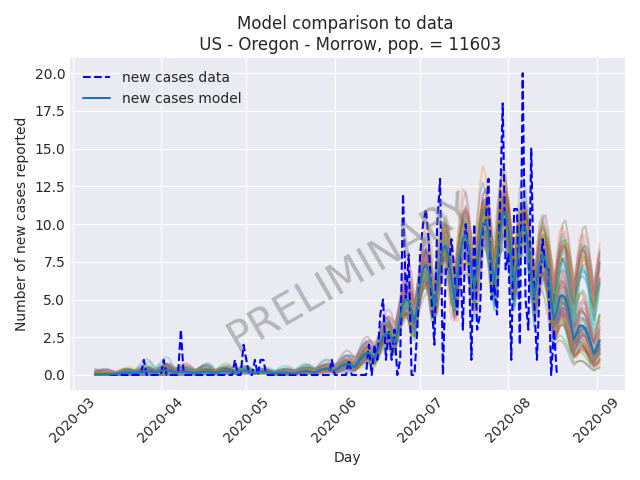 Model comparison to data
US - Oregon - Morrow, pop. = 11603
new cases data
new cases model
20.0
17.5
15.0
12.5
10.0
7.5
5.0
2.5
0.0
Number of new cases reported
PRELIMINARY
2020-03
2020-04
2020-05
2020-06
2020-07
2020-08
2020-09
Day